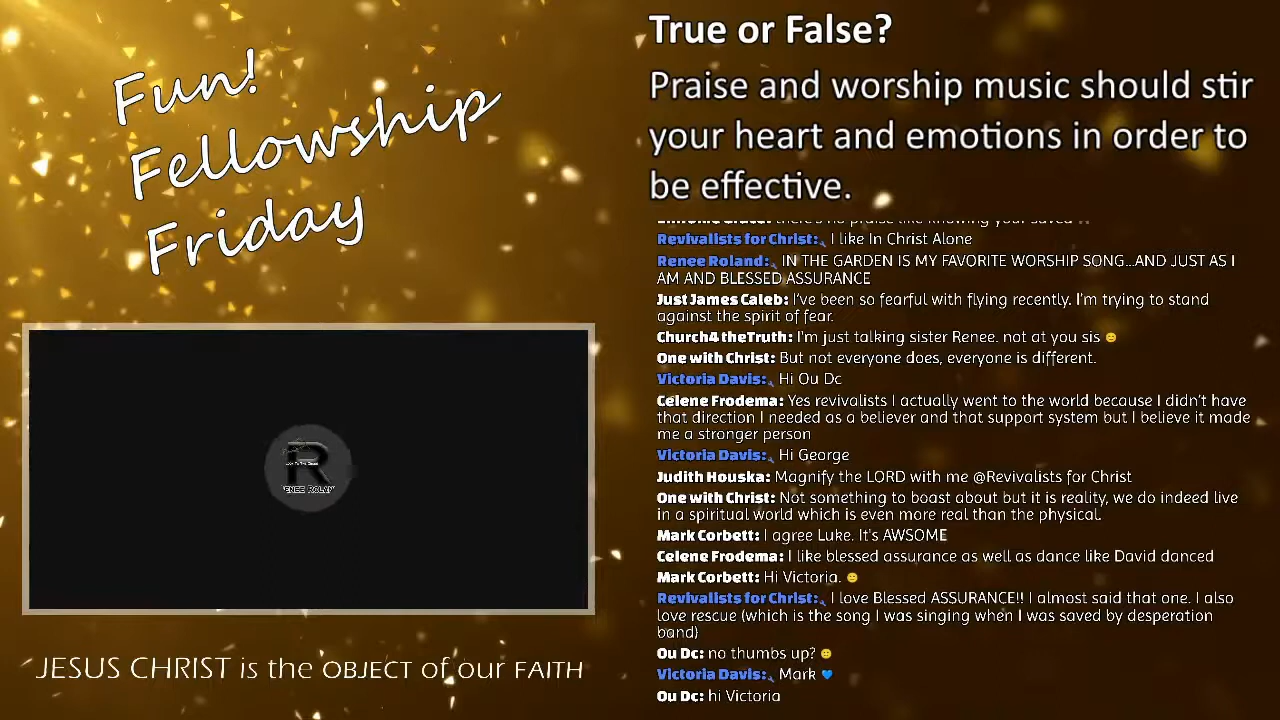 Fun!
Fellowship
Friday
True or False?
Praise and worship music should stir
your heart and emotions in order to
be effective.
there's no praise like knowing your saved
Revivalists for Christ: I like In Christ Alone
Renee Roland: IN THE GARDEN IS MY FAVORITE WORSHIP SONG...AND JUST AS I
AM AND BLESSED ASSURANCE
Just James Caleb: I've been so fearful with flying recently. I'm trying to stand
against the spirit of fear.
Church4theTruth: I'm just talking sister Renee. not at you sis 😊
One with Christ: But not everyone does, everyone is different.
Victoria Davis: Hi Ou Dc
Celene Frodema: Yes revivalists I actually went to the world because I didn't have
that direction I needed as a believer and that support system but I believe it made
me a stronger person
Victoria Davis: Hi George
Judith Houska: Magnify the LORD with me @Revivalists for Christ
One with Christ: Not something to boast about but it is reality, we do indeed live
in a spiritual world which is even more real than the physical.
Mark Corbett: I agree Luke. It's AWSOME
Celene Frodema: I like blessed assurance as well as dance like David danced
Mark Corbett: Hi Victoria. 😊
Revivalists for Christ: I love Blessed ASSURANCE!! I almost said that one. I also
love rescue (which is the song I was singing when I was saved by desperation
band)
Ou Dc: no thumbs up? 😊
Victoria Davis: Mark 💙
Ou Dc: hi Victoria
R
RENEE ROLAN
JESUS CHRIST is the OBJECT of our FAITH